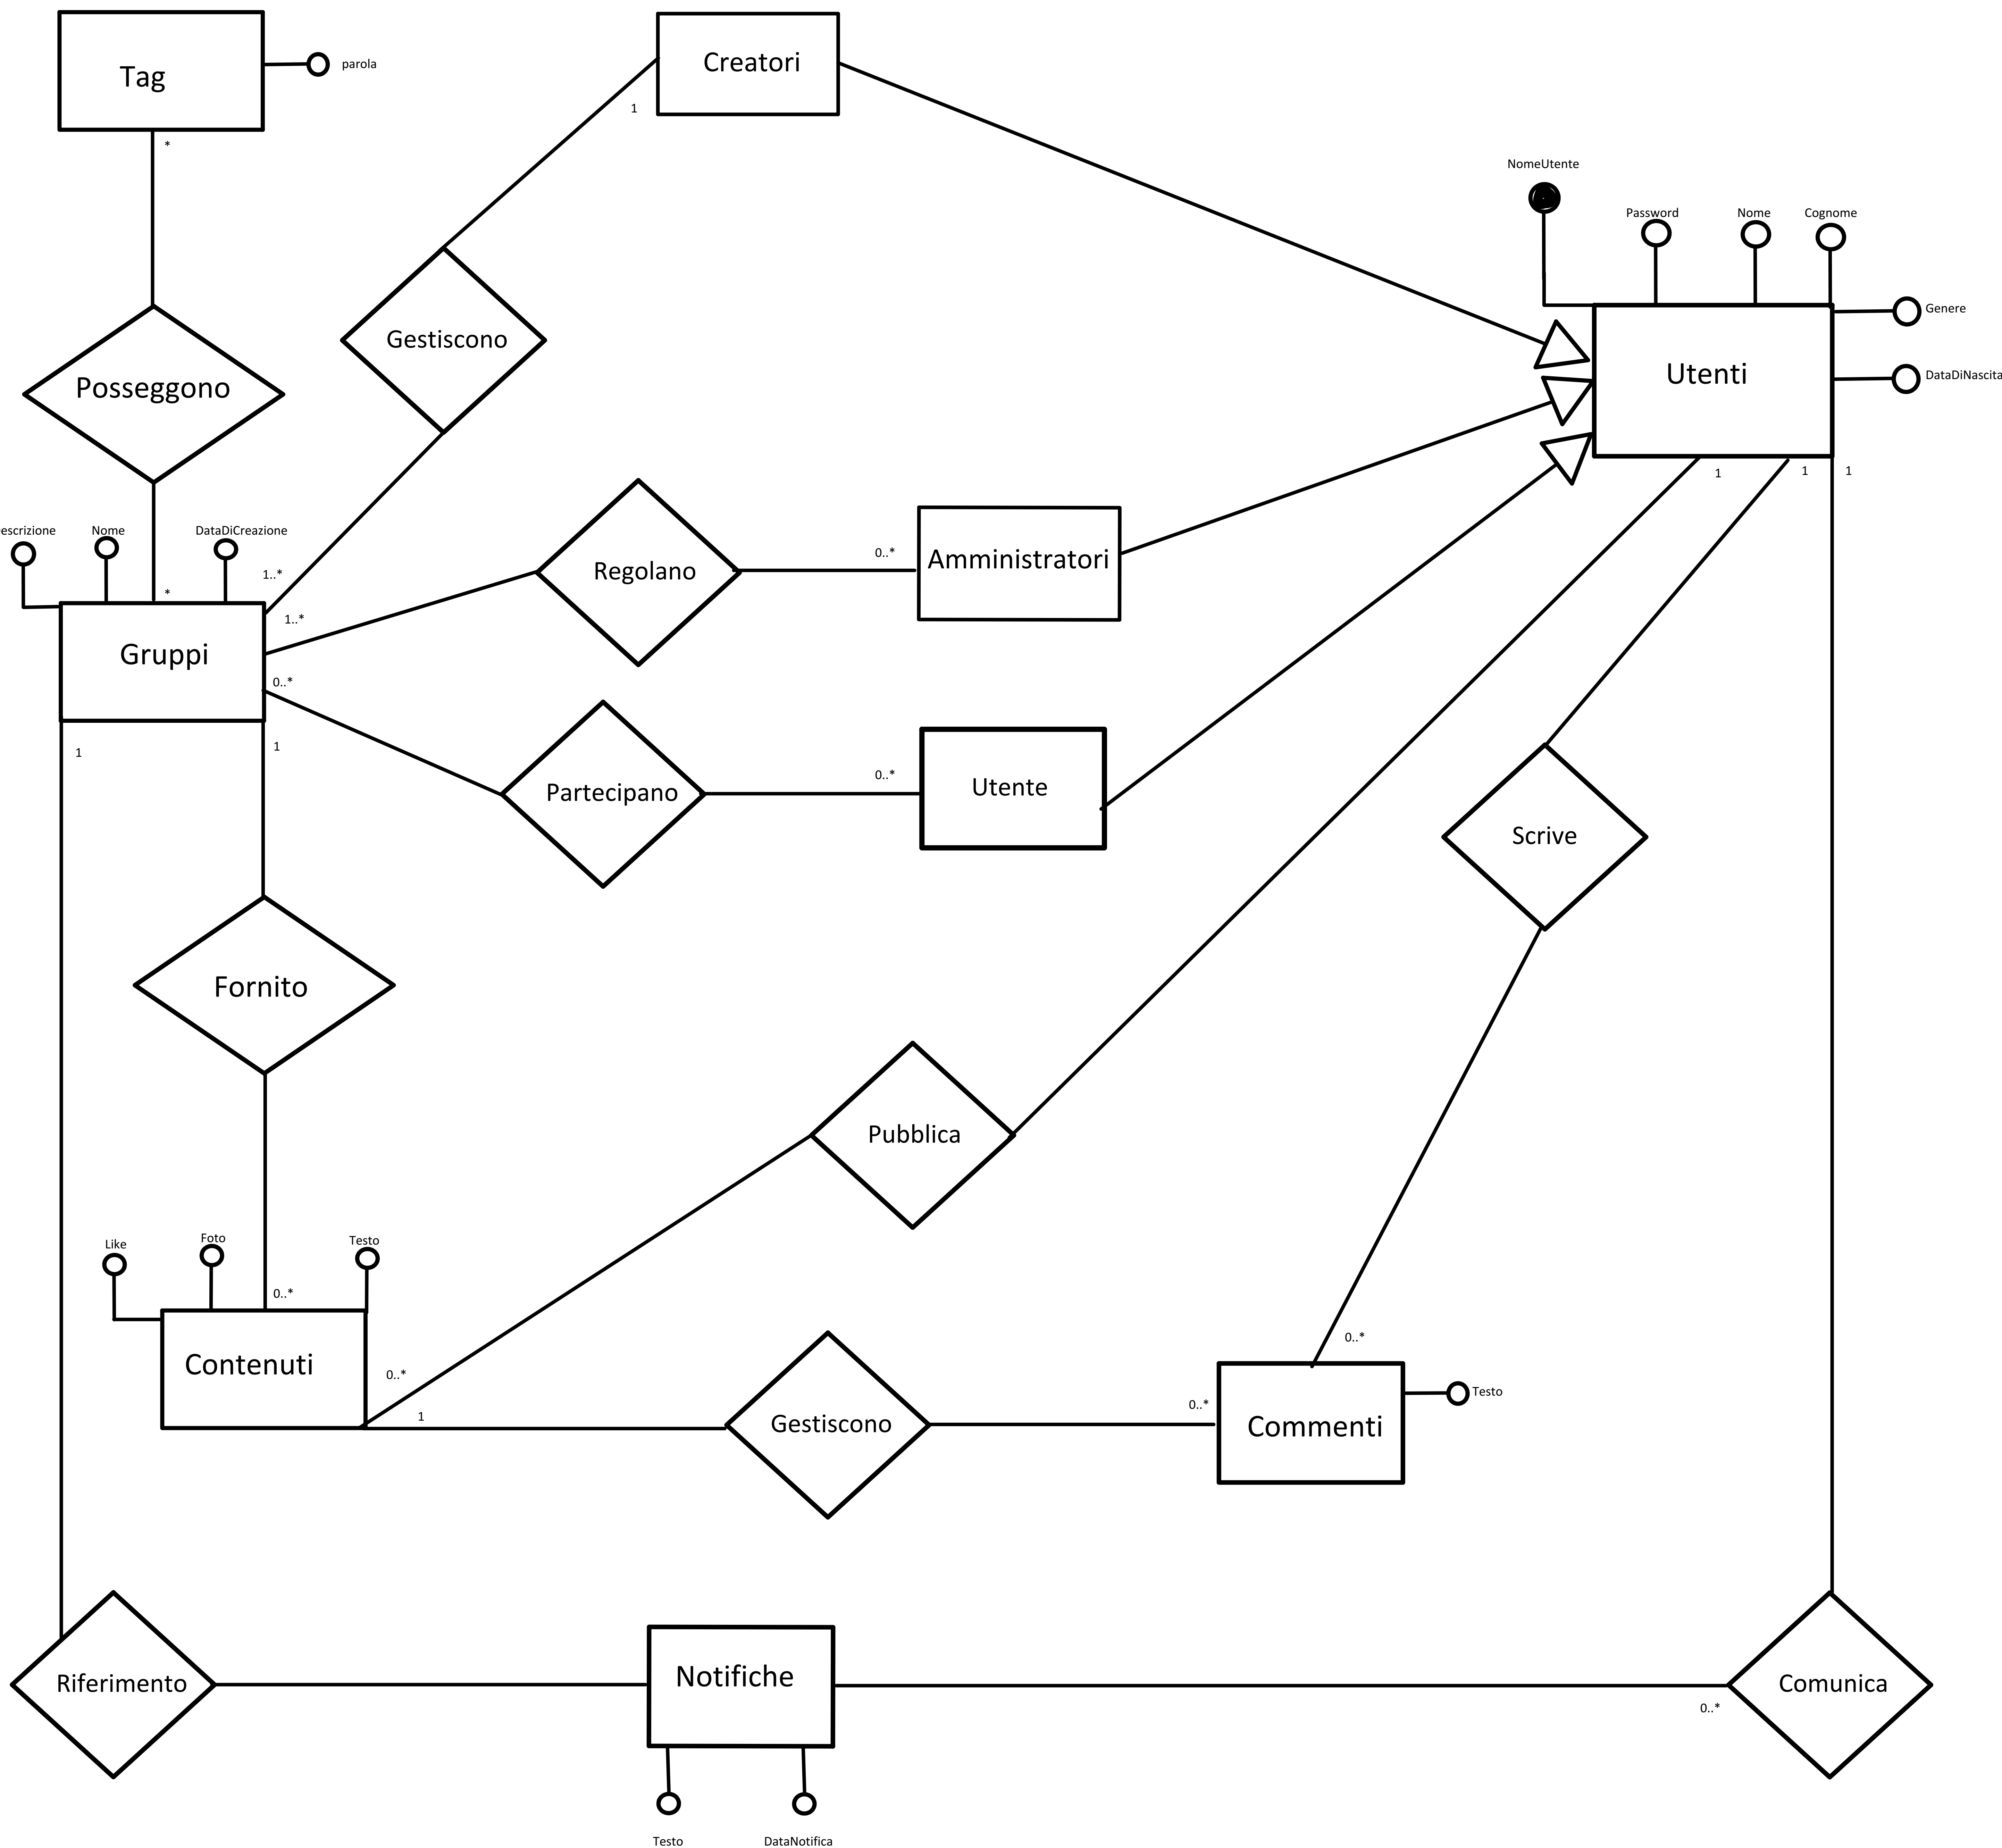 Tag
parola
Creatori
1
*
NomeUtente
Password
Nome
Cognome
Genere
Utenti
DataDiNascita
Gestiscono
Posseggono
1
1
1
escrizione
Nome
DataDiCreazione
0..*
Amministratori
Regolano
1..*
*
1..*
Gruppi
0..*
1
1
Partecipano
0..*
Utente
Scrive
Fornito
Pubblica
Like
Foto
Testo
0..*
0..*
Contenuti
0..*
1
Gestiscono
0..*
Commenti
Testo
Riferimento
Notifiche
0..*
Comunica
Testo
DataNotifica